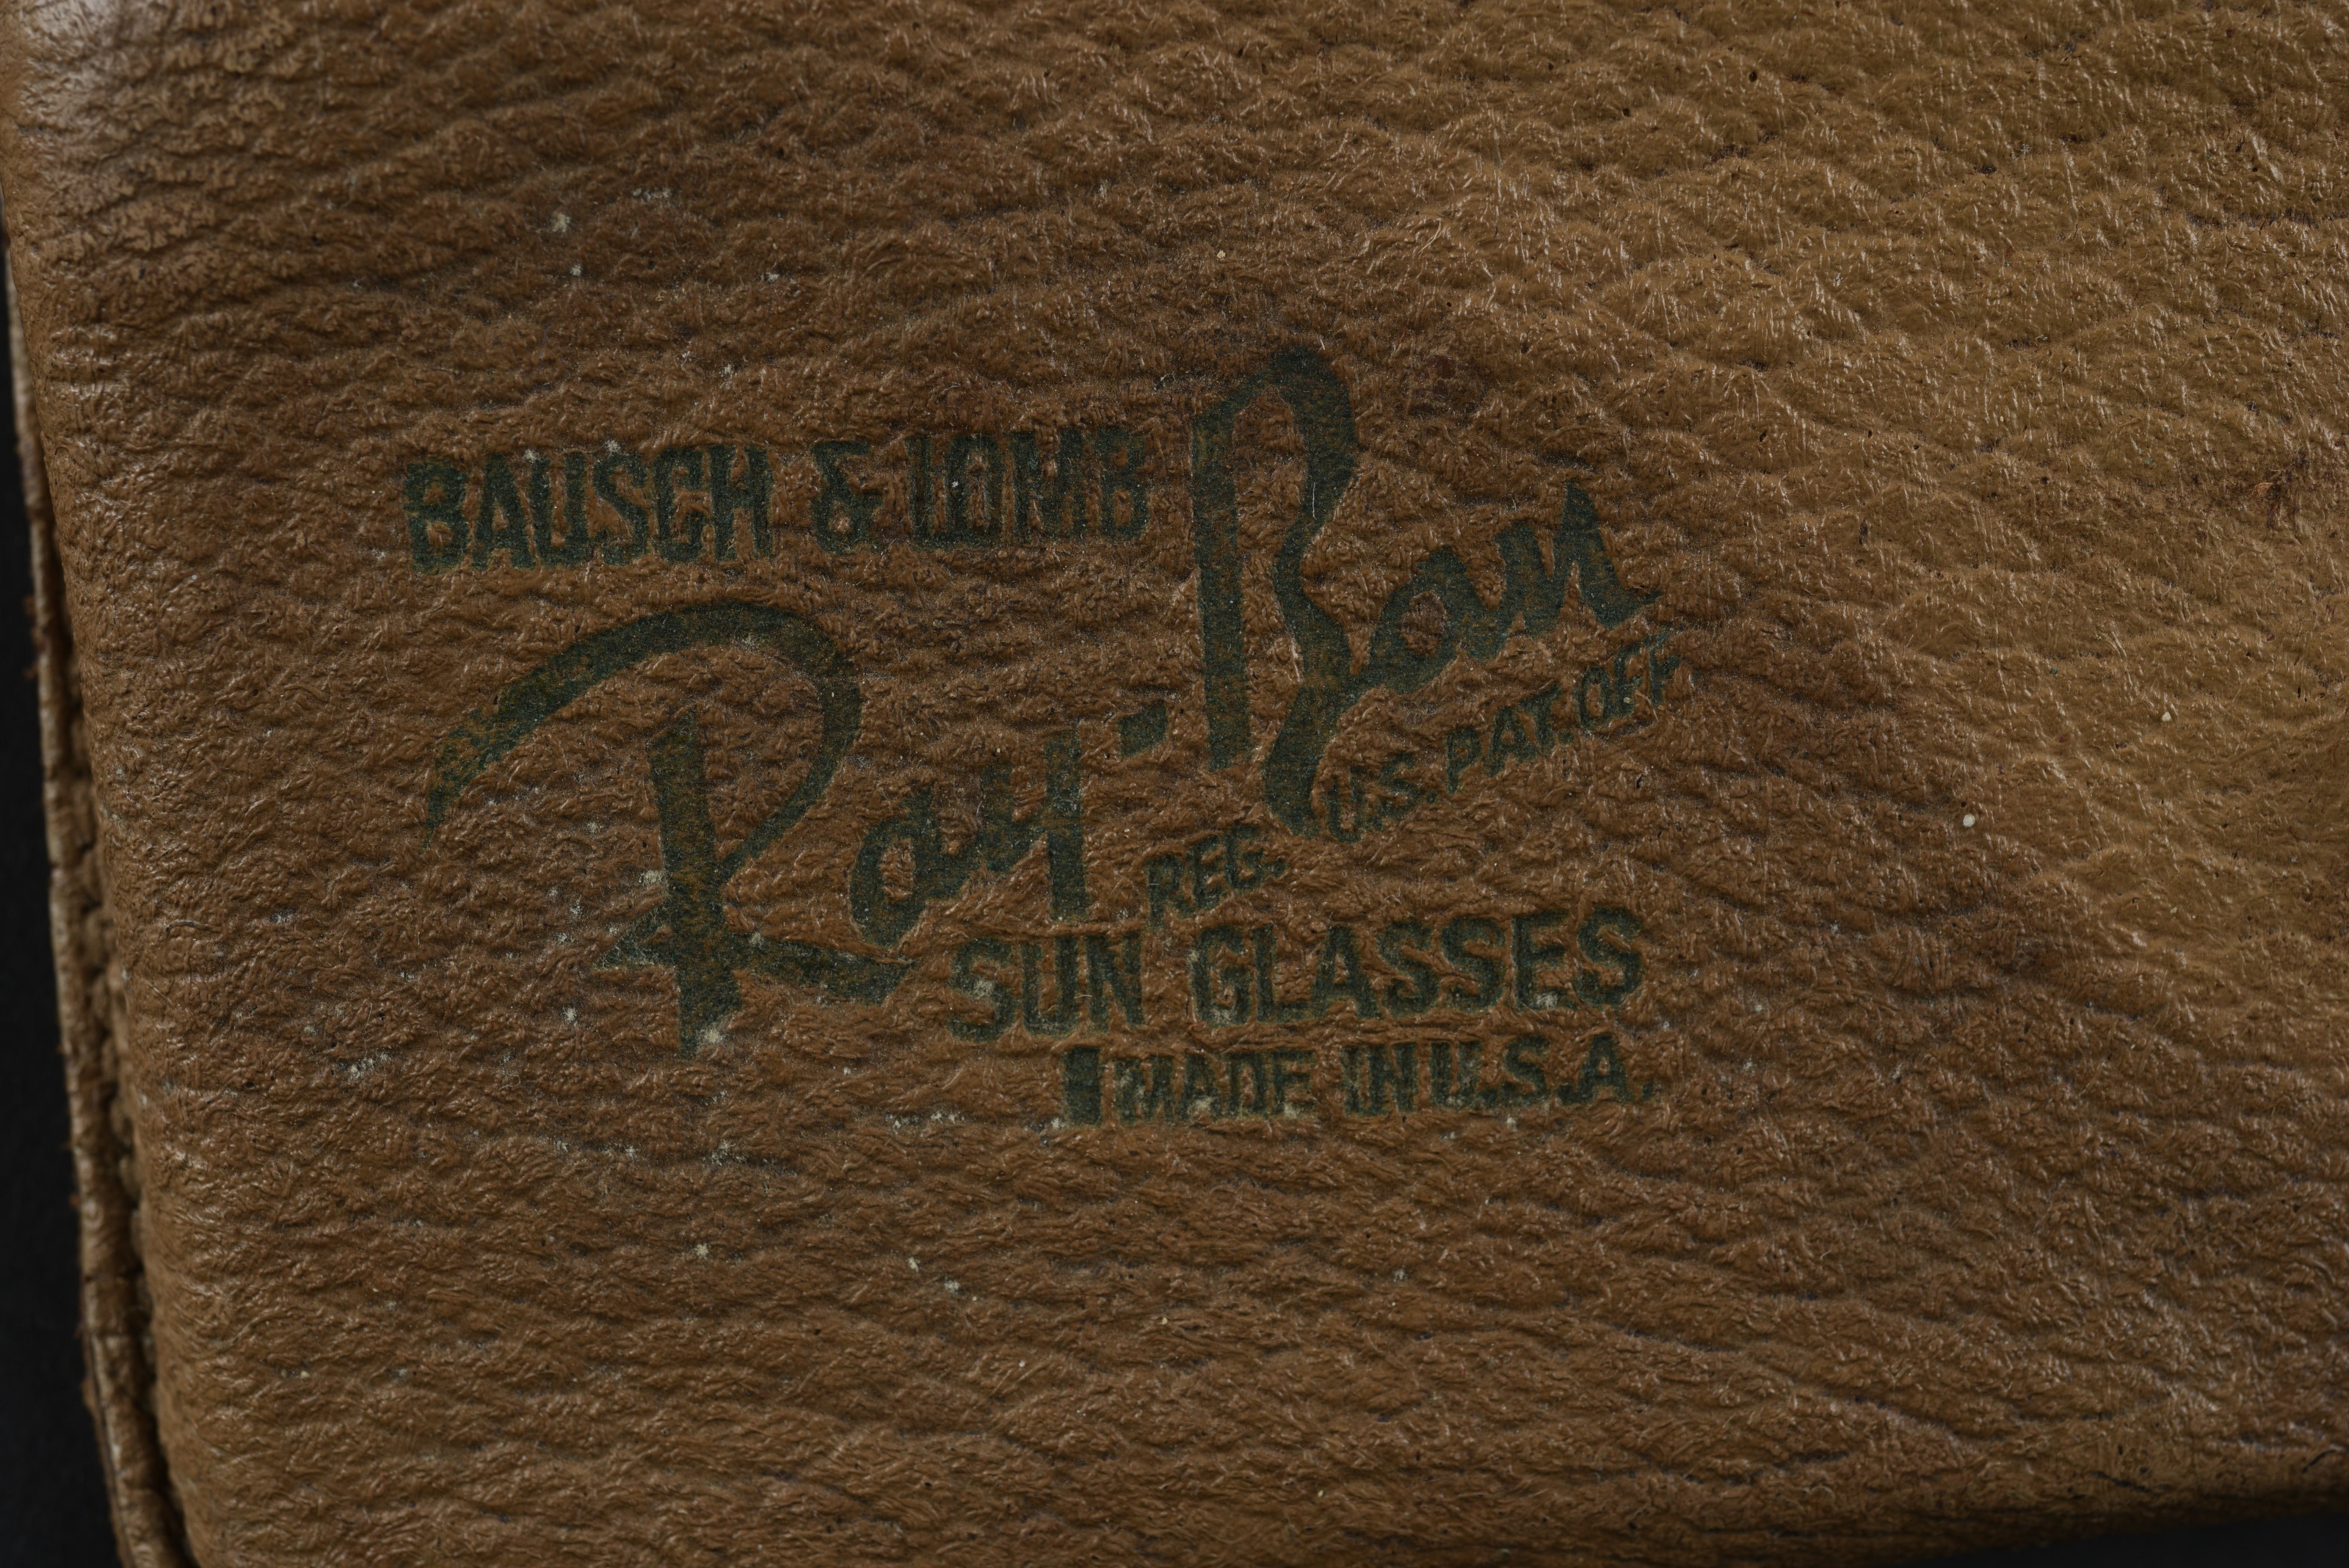 BAUSCH & LOMB
Ray-Ban
REG. U.S. PAT. OFF.
SUN GLASSES
MADE IN U.S.A.